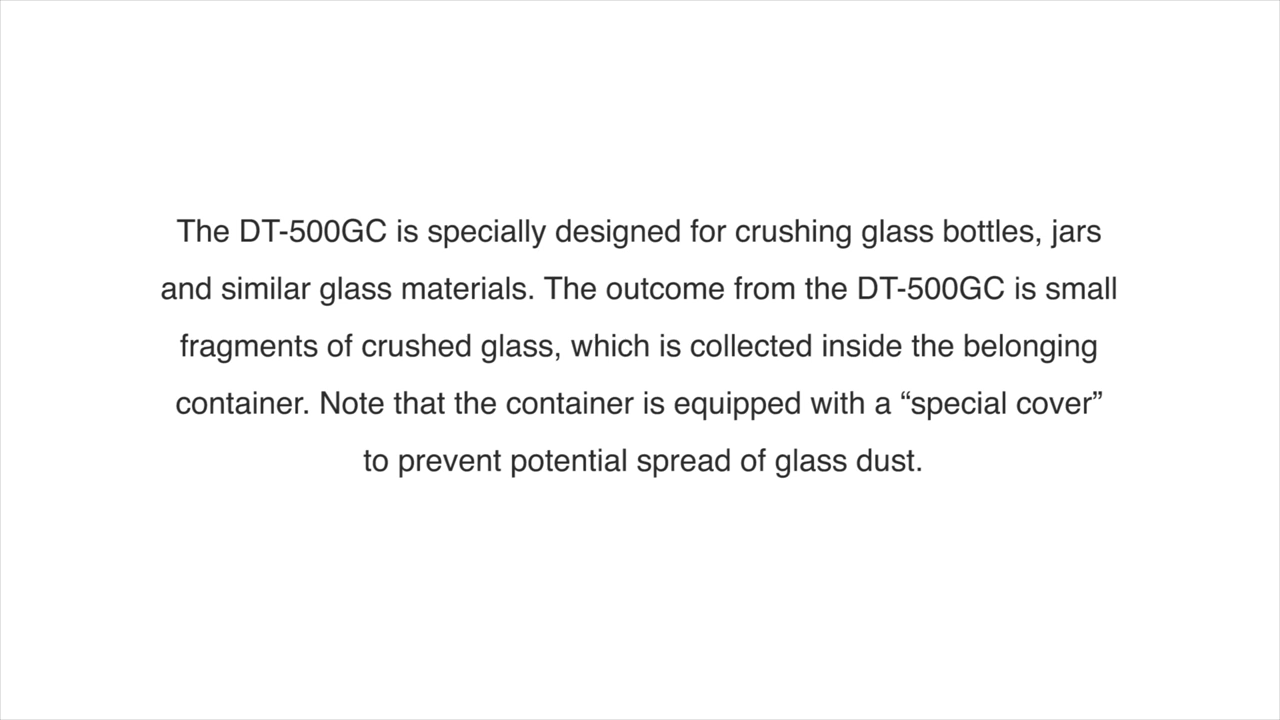 The DT-500GC is specially designed for crushing glass bottles, jars
and similar glass materials. The outcome from the DT-500GC is small
fragments of crushed glass, which is collected inside the belonging
container. Note that the container is equipped with a “special cover”
to prevent potential spread of glass dust.